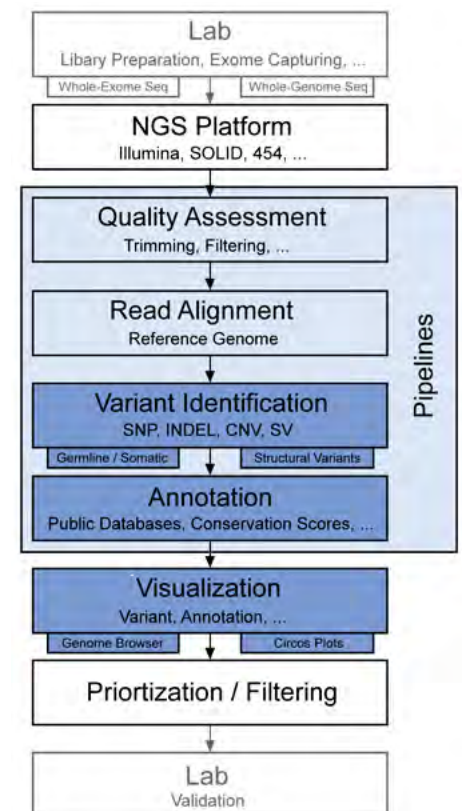 Lab
Libary Preparation, Exome Capturing, ...
Whole-Exome Seq
Whole-Genome Seq
NGS Platform
Illumina, SOLID, 454, ...
Quality Assessment
Trimming, Filtering, ...
Read Alignment
Reference Genome
Variant Identification
SNP, INDEL, CNV, SV
Germline / Somatic
Structural Variants
Annotation
Public Databases, Conservation Scores, ...
Pipelines
Visualization
Variant, Annotation, ...
Genome Browser
Circos Plots
Priortization / Filtering
Lab
Validation